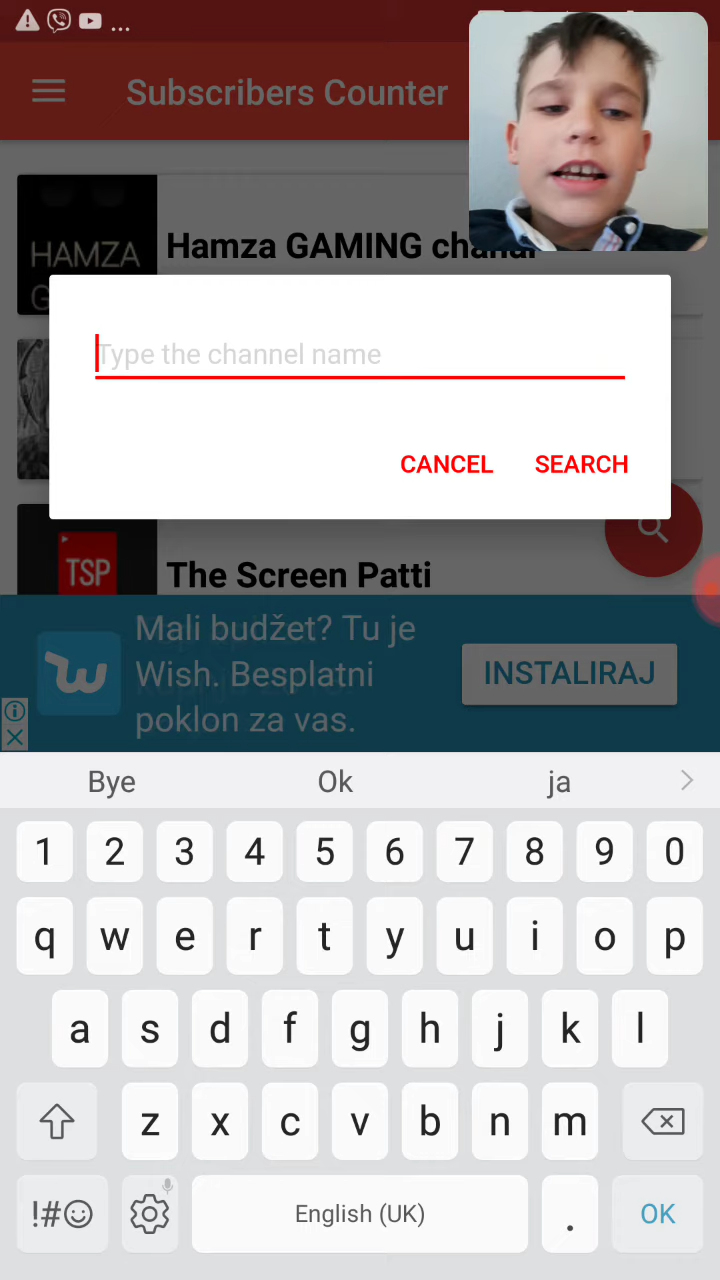 ...
Subscribers Counter
HAMZA
Hamza GAMING
Type the channel name
CANCEL SEARCH
TSP
The Screen Patti
Mali budžet? Tu je
Wish. Besplatni
poklon za vas.
INSTALIRAJ
Bye Ok ja
1 2 3 4 5 6 7 8 9 0
q w e r t y u i o p
a s d f g h j k l
z x c v b n m
!#☺ English (UK) . OK